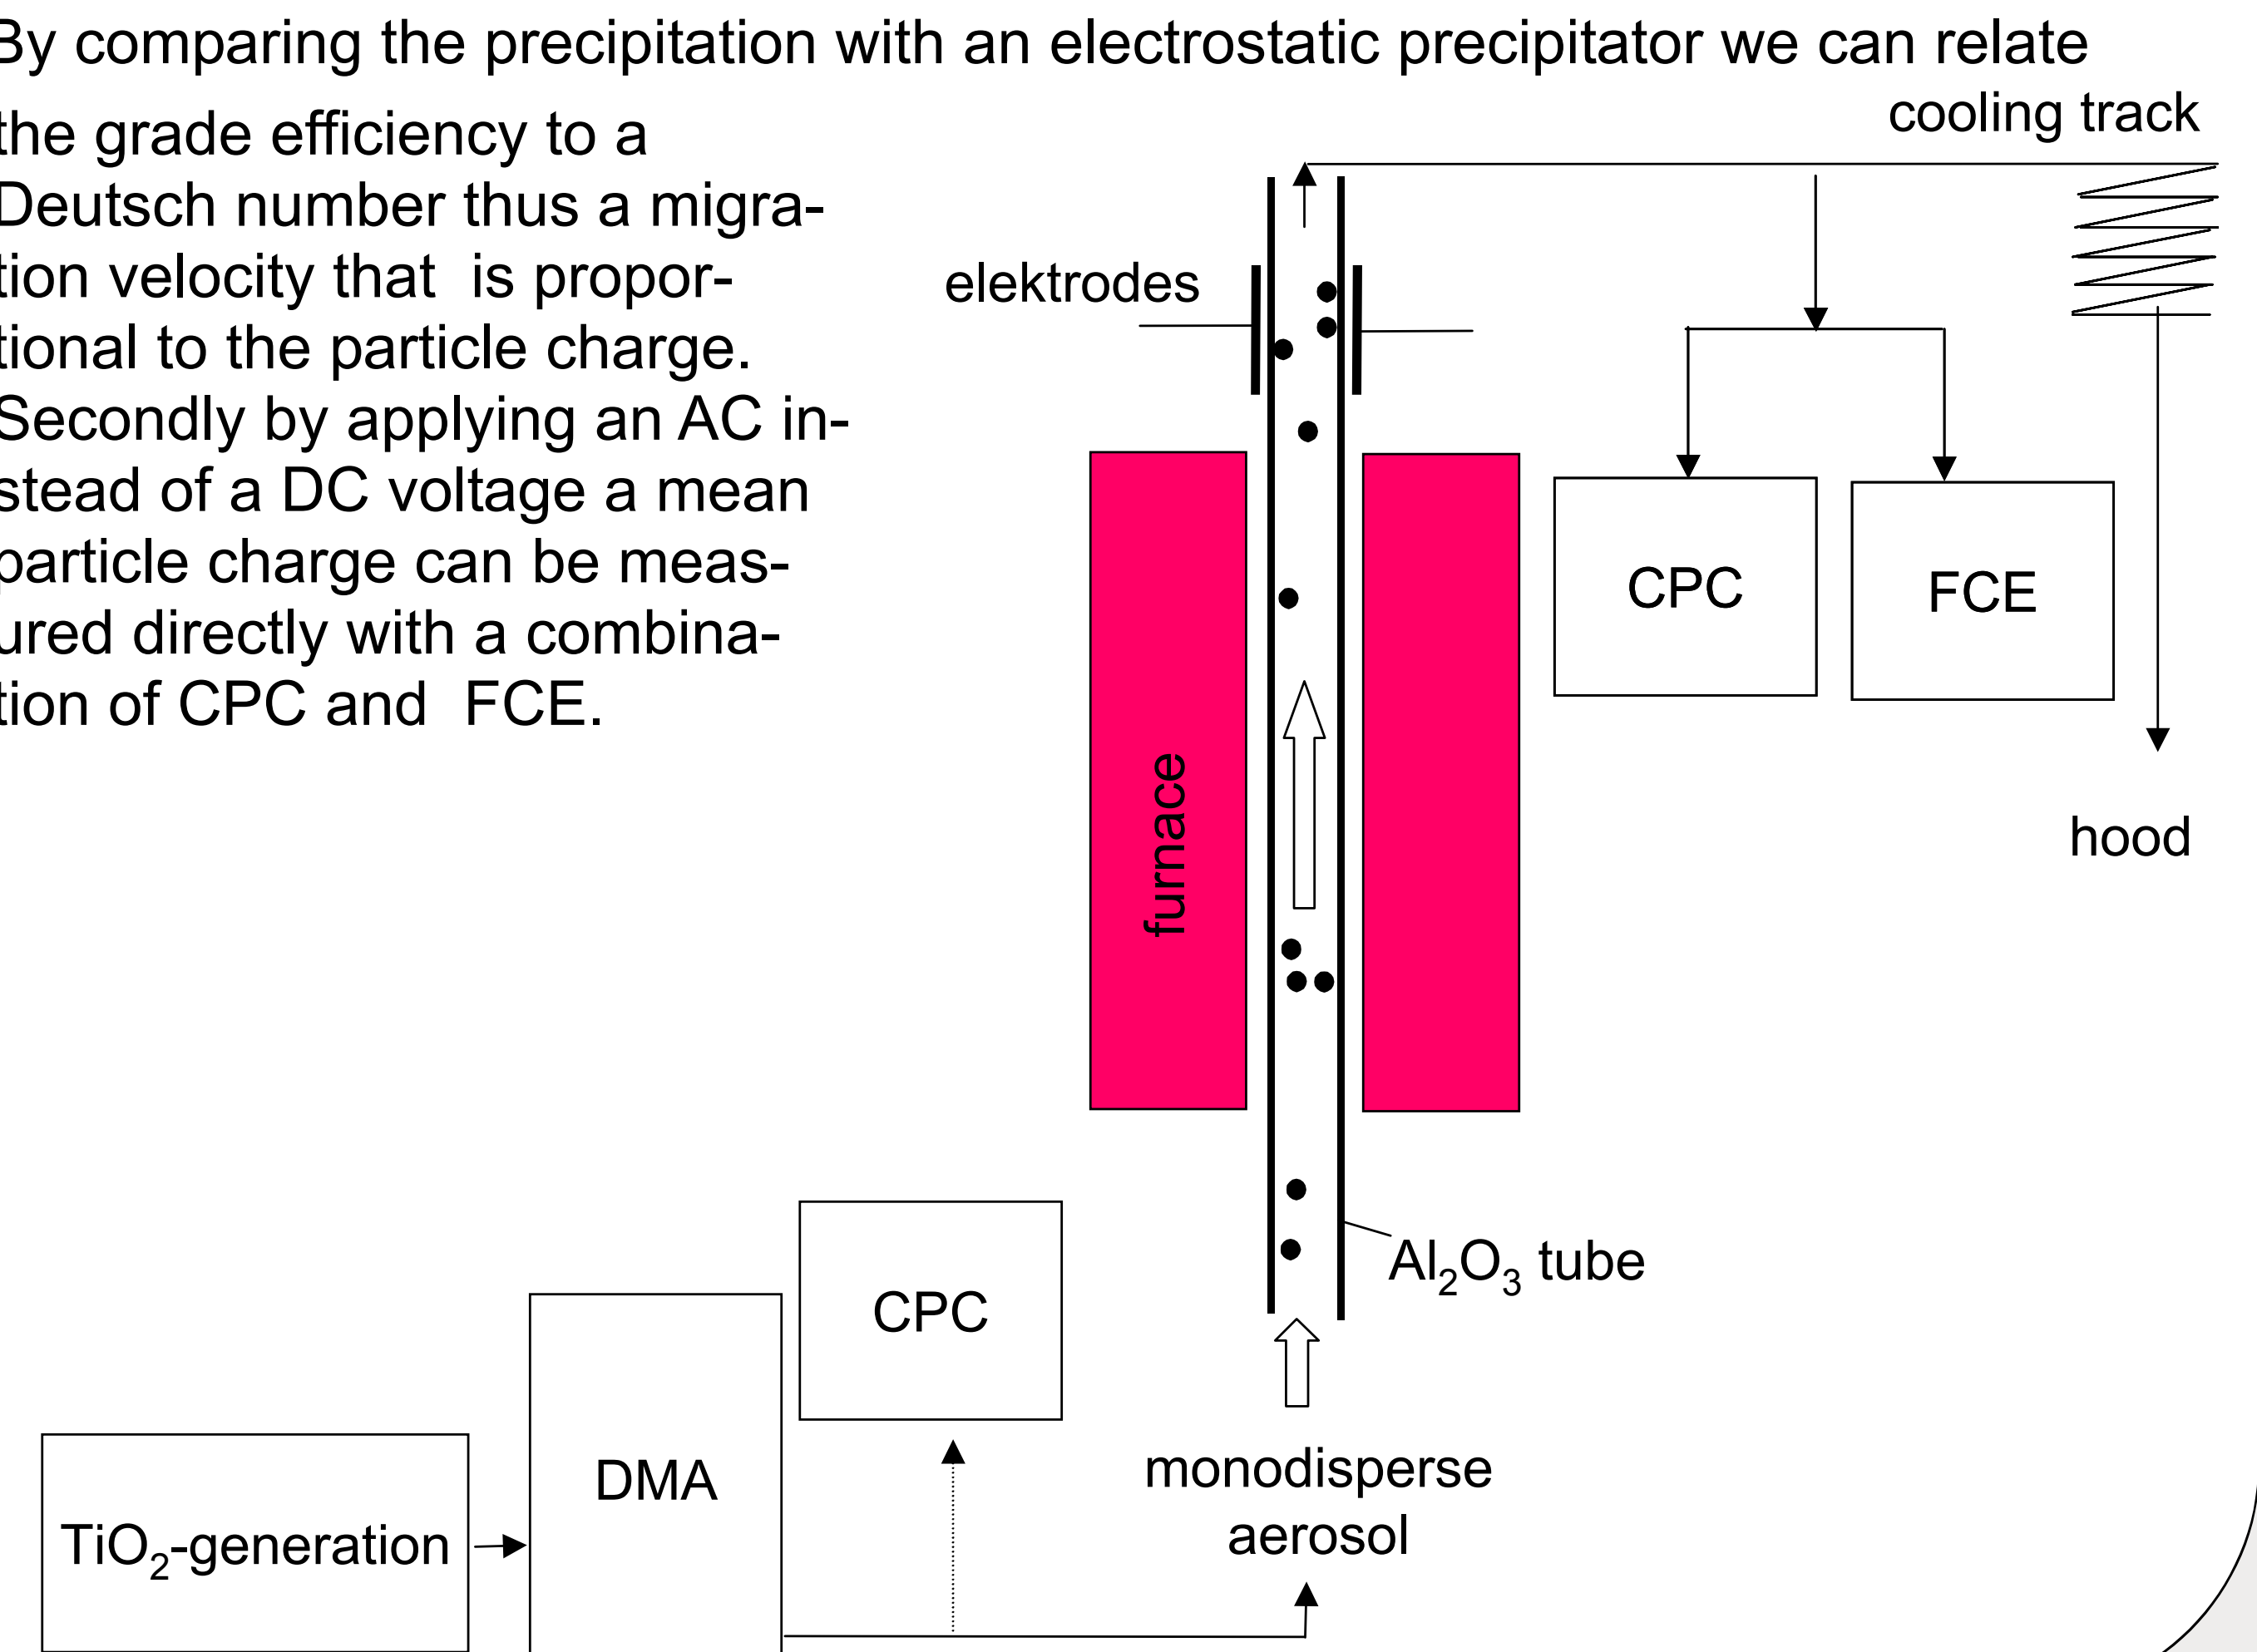 By comparing the precipitation with an electrostatic precipitator we can relate
the grade efficiency to a
Deutsch number thus a migra-
tion velocity that is propor-
tional to the particle charge.
Secondly by applying an AC in-
stead of a DC voltage a mean
particle charge can be meas-
ured directly with a combina-
tion of CPC and FCE.
cooling track
elektrodes
CPC
FCE
furnace
hood
Al₂O₃ tube
CPC
DMA
monodisperse
aerosol
TiO₂-generation